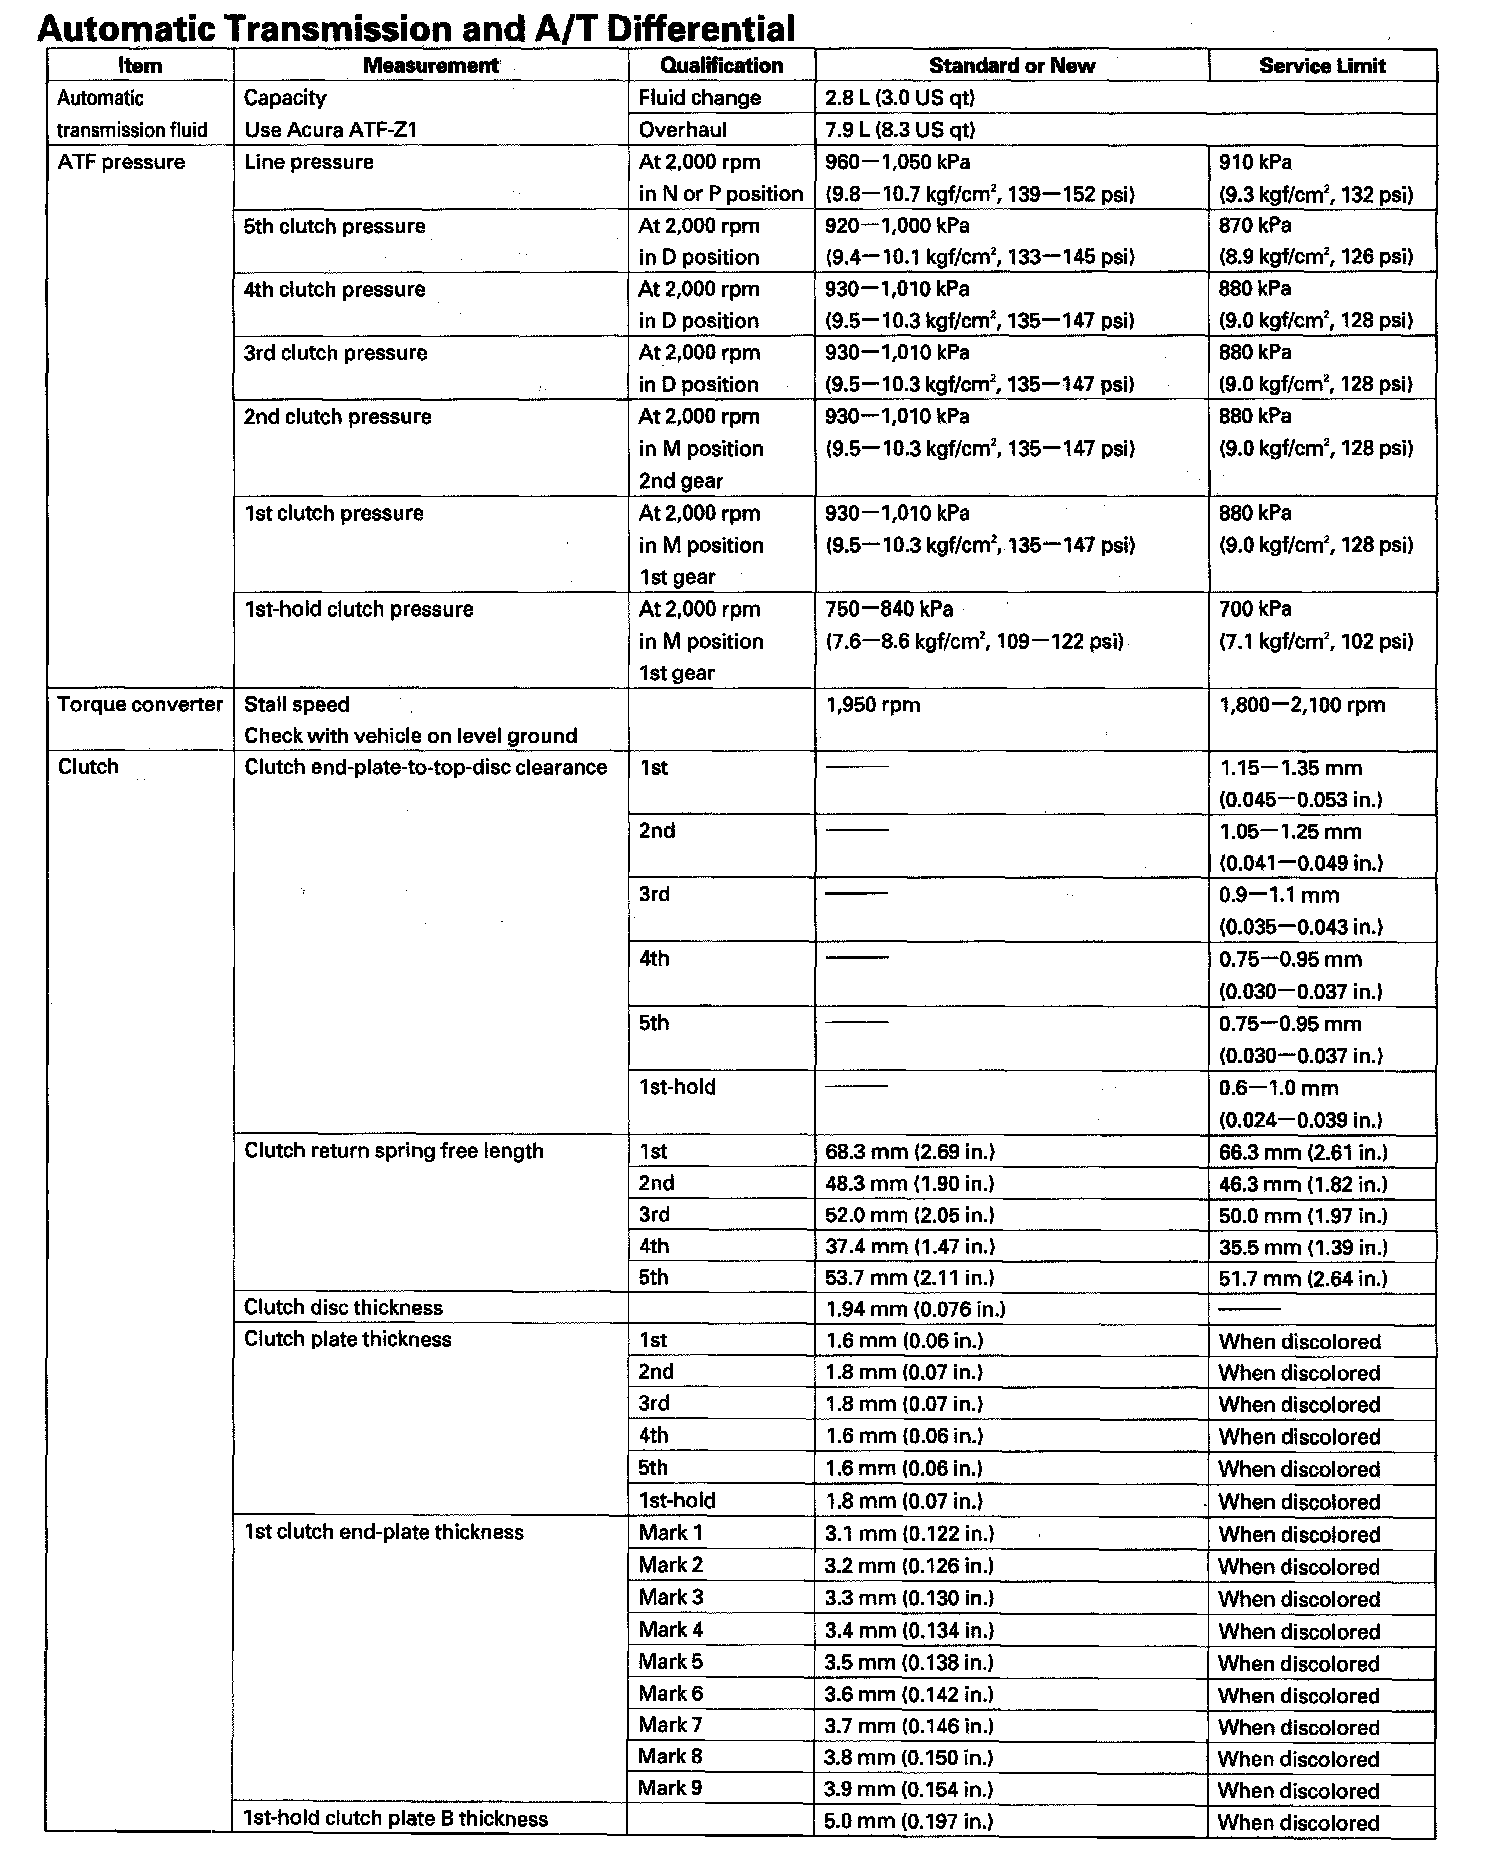 Automatic Transmission and A/T Differential
Item Measurement Qualification Standard or New Service Limit
Automatic Capacity Fluid change 2.8 L (3.0 US qt)
transmission fluid Use Acura ATF-Z1 Overhaul 7.9 L (8.3 US qt)
ATF pressure Line pressure At 2,000 rpm 960—1,050 kPa 910 kPa
in N or P position (9.8—10.7 kgf/cm², 139—152 psi) (9.3 kgf/cm², 132 psi)
5th clutch pressure At 2,000 rpm 920—1,000 kPa 870 kPa
in D position (9.4—10.1 kgf/cm², 133—145 psi) (8.9 kgf/cm², 126 psi)
4th clutch pressure At 2,000 rpm 930—1,010 kPa 880 kPa
in D position (9.5—10.3 kgf/cm², 135—147 psi) (9.0 kgf/cm², 128 psi)
3rd clutch pressure At 2,000 rpm 930—1,010 kPa 880 kPa
in D position (9.5—10.3 kgf/cm², 135—147 psi) (9.0 kgf/cm², 128 psi)
2nd clutch pressure At 2,000 rpm 930—1,010 kPa 880 kPa
in M position (9.5—10.3 kgf/cm², 135—147 psi) (9.0 kgf/cm², 128 psi)
2nd gear
1st clutch pressure At 2,000 rpm 930—1,010 kPa 880 kPa
in M position (9.5—10.3 kgf/cm², 135—147 psi) (9.0 kgf/cm², 128 psi)
1st gear
1st-hold clutch pressure At 2,000 rpm 750—840 kPa 700 kPa
in M position (7.6—8.6 kgf/cm², 109—122 psi) (7.1 kgf/cm², 102 psi)
1st gear
Torque converter Stall speed 1,950 rpm 1,800—2,100 rpm
Check with vehicle on level ground
Clutch Clutch end-plate-to-top-disc clearance 1st —— 1.15—1.35 mm
(0.045—0.053 in.)
2nd —— 1.05—1.25 mm
(0.041—0.049 in.)
3rd —— 0.9—1.1 mm
(0.035—0.043 in.)
4th —— 0.75—0.95 mm
(0.030—0.037 in.)
5th —— 0.75—0.95 mm
(0.030—0.037 in.)
1st-hold —— 0.6—1.0 mm
(0.024—0.039 in.)
Clutch return spring free length 1st 68.3 mm (2.69 in.) 66.3 mm (2.61 in.)
2nd 48.3 mm (1.90 in.) 46.3 mm (1.82 in.)
3rd 52.0 mm (2.05 in.) 50.0 mm (1.97 in.)
4th 37.4 mm (1.47 in.) 35.5 mm (1.39 in.)
5th 53.7 mm (2.11 in.) 51.7 mm (2.64 in.)
Clutch disc thickness 1.94 mm (0.076 in.) ——
Clutch plate thickness 1st 1.6 mm (0.06 in.) When discolored
2nd 1.8 mm (0.07 in.) When discolored
3rd 1.8 mm (0.07 in.) When discolored
4th 1.6 mm (0.06 in.) When discolored
5th 1.6 mm (0.06 in.) When discolored
1st-hold 1.8 mm (0.07 in.) When discolored
1st clutch end-plate thickness Mark 1 3.1 mm (0.122 in.) When discolored
Mark 2 3.2 mm (0.126 in.) When discolored
Mark 3 3.3 mm (0.130 in.) When discolored
Mark 4 3.4 mm (0.134 in.) When discolored
Mark 5 3.5 mm (0.138 in.) When discolored
Mark 6 3.6 mm (0.142 in.) When discolored
Mark 7 3.7 mm (0.146 in.) When discolored
Mark 8 3.8 mm (0.150 in.) When discolored
Mark 9 3.9 mm (0.154 in.) When discolored
1st-hold clutch plate B thickness 5.0 mm (0.197 in.) When discolored